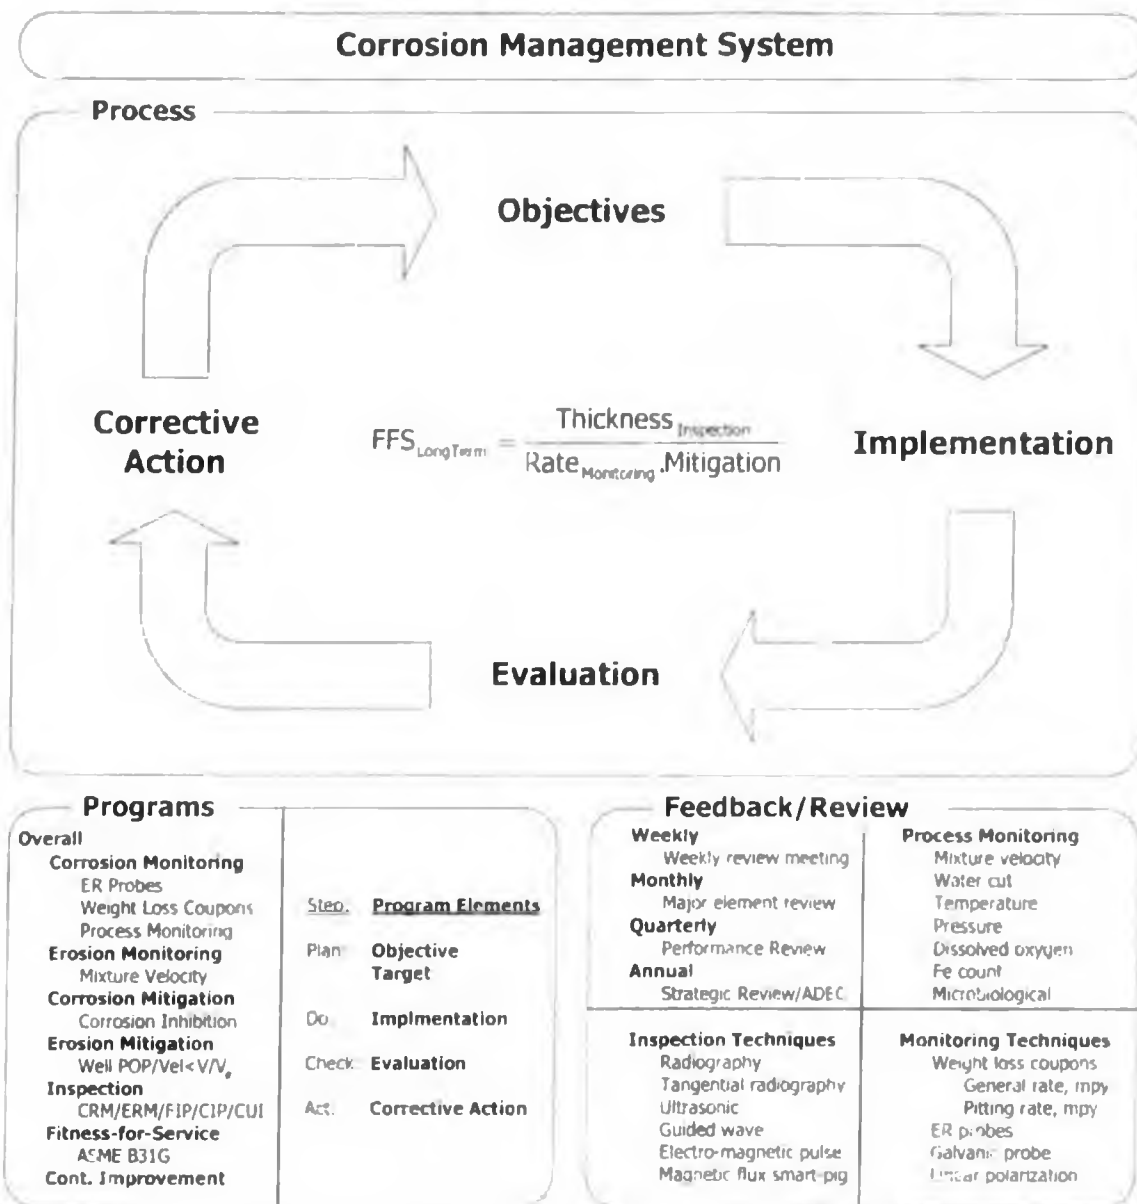 Corrosion Management System
Process
Objectives
Corrective
Action
FFS LongTerm = Thickness Inspection
Rate Monitoring .Mitigation
Implementation
Evaluation
Programs
Overall
Corrosion Monitoring
ER Probes
Weight Loss Coupons
Process Monitoring
Erosion Monitoring
Mixture Velocity
Corrosion Mitigation
Corrosion Inhibition
Erosion Mitigation
Well POP/Vel<V/Ve
Inspection
CRM/ERM/FIP/CIP/CUI
Fitness-for-Service
ASME B31G
Cont. Improvement
Step. Program Elements
Plan Objective
Target
Do Implmentation
Check Evaluation
Act. Corrective Action
Feedback/Review
Weekly
Weekly review meeting
Monthly
Major element review
Quarterly
Performance Review
Annual
Strategic Review/ADEC
Process Monitoring
Mixture velocity
Water cut
Temperature
Pressure
Dissolved oxygen
Fe count
Microbiological
Inspection Techniques
Radiography
Tangential radiography
Ultrasonic
Guided wave
Electro-magnetic pulse
Magnetic flux smart-pig
Monitoring Techniques
Weight loss coupons
General rate, mpy
Pitting rate, mpy
ER probes
Galvanic probe
Linear polarization